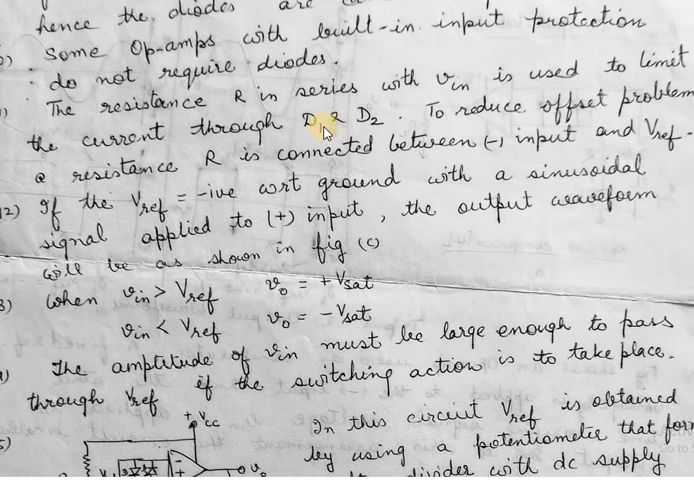 hence the diodes are
Some Op-amps with built-in input protection
do not require diodes.
The resistance R in series with vin is used to limit
the current through D1 & D2. To reduce offset problem
a resistance R is connected between (-) input and Vref.
12) If the Vref = -ive wrt ground with a sinusoidal
signal applied to (+) input, the output waveform
will be as shown in fig (c)
3) when vin > Vref vo = +Vsat
vin < Vref vo = -Vsat
The amplitude of vin must be large enough to pass
through Vref if the switching action is to take place.
+Vcc
In this circuit Vref is obtained
by using a potentiometer that form
divider with dc supply